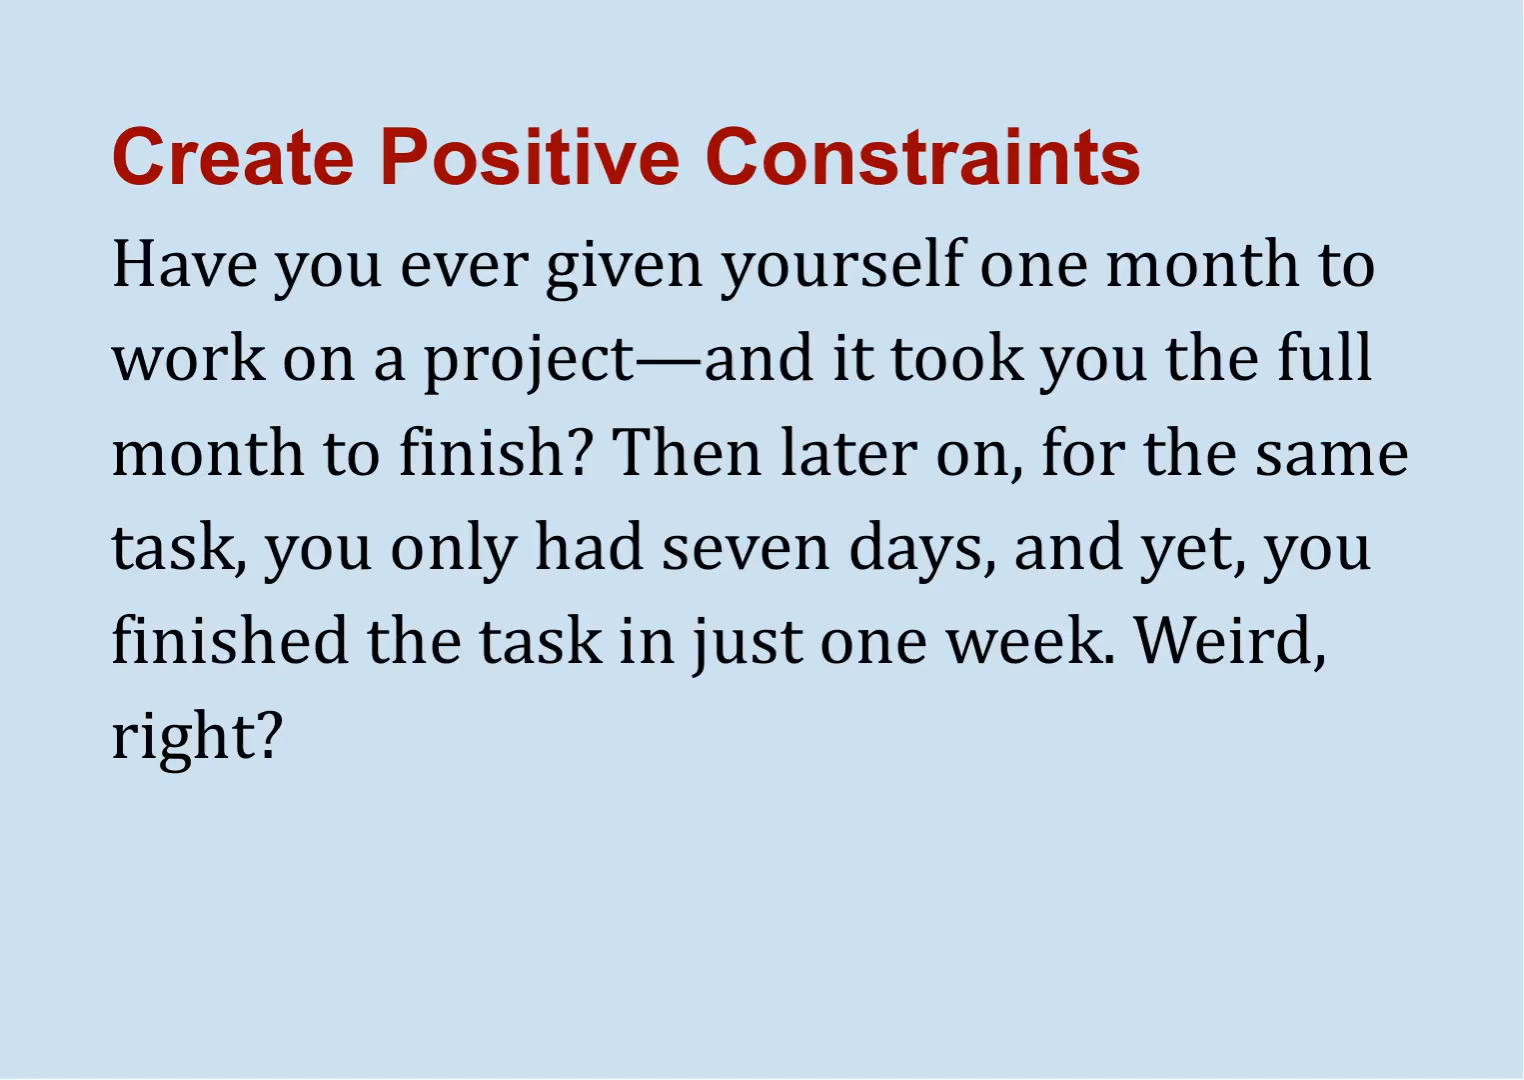 Create Positive Constraints
Have you ever given yourself one month to
work on a project—and it took you the full
month to finish? Then later on, for the same
task, you only had seven days, and yet, you
finished the task in just one week. Weird,
right?